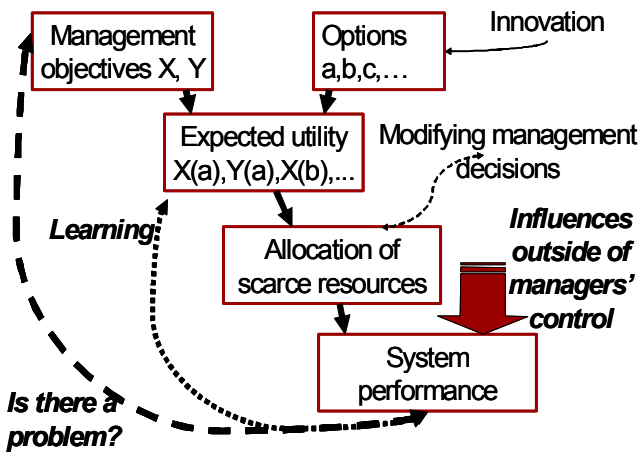 Management
objectives X, Y
Options
a,b,c,...
Innovation
Expected utility
X(a),Y(a),X(b),...
Modifying management
decisions
Learning
Allocation of
scarce resources
Influences
outside of
managers’
control
System
performance
Is there a
problem?